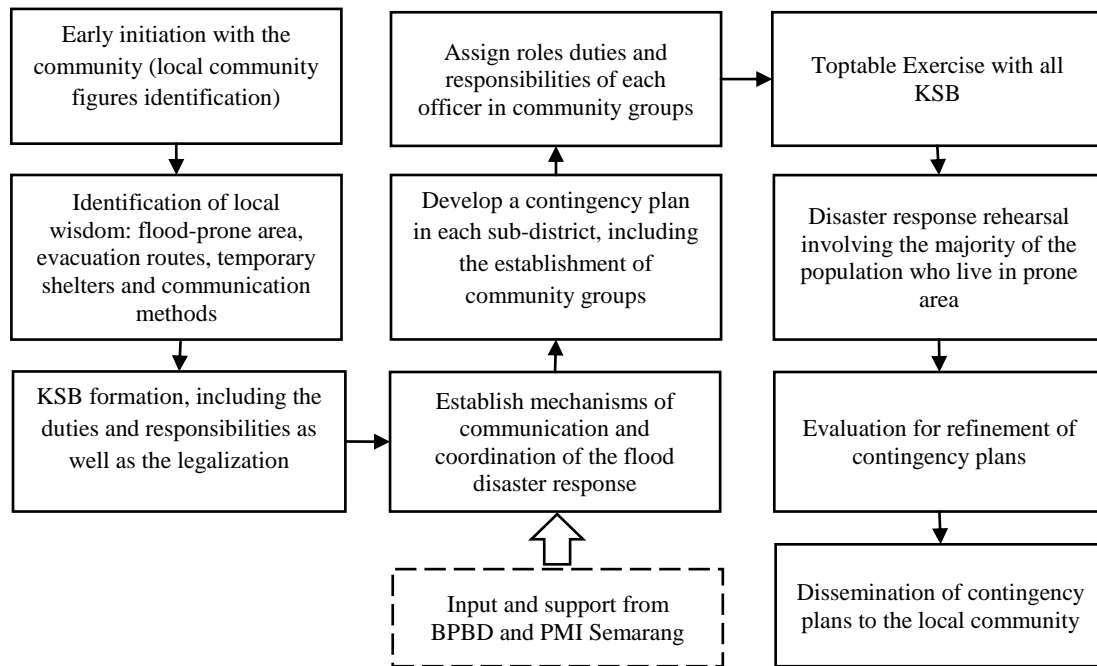 Early initiation with the
community (local community
figures identification)
Identification of local
wisdom: flood-prone area,
evacuation routes, temporary
shelters and communication
methods
KSB formation, including the
duties and responsibilities as
well as the legalization
Establish mechanisms of
communication and
coordination of the flood
disaster response
Input and support from
BPBD and PMI Semarang
Develop a contingency plan
in each sub-district, including
the establishment of
community groups
Assign roles duties and
responsibilities of each
officer in community groups
Toptable Exercise with all
KSB
Disaster response rehearsal
involving the majority of the
population who live in prone
area
Evaluation for refinement of
contingency plans
Dissemination of contingency
plans to the local community